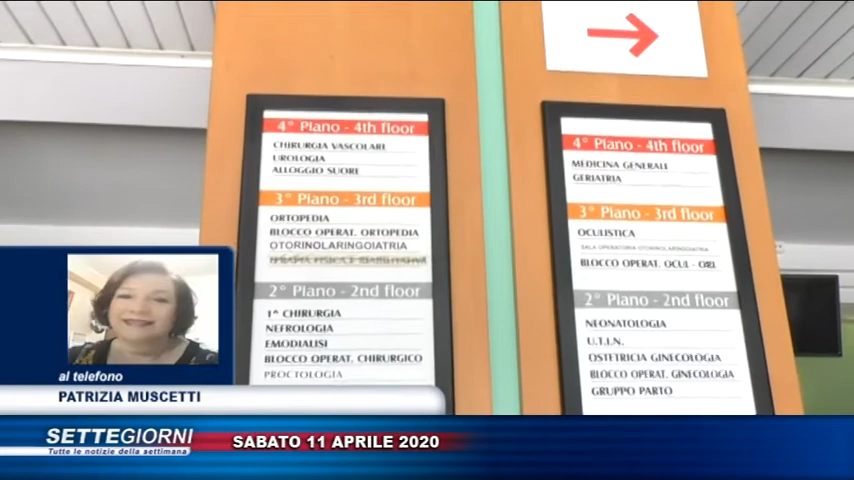 4° Piano - 4th floor
CHIRURGIA VASCOLARE
UROLOGIA
ALLOGGIO SUORE
3° Piano - 3rd floor
ORTOPEDIA
BLOCCO OPERAT. ORTOPEDIA
OTORINOLARINGOIATRIA
2° Piano - 2nd floor
1^ CHIRURGIA
NEFROLOGIA
EMODIALISI
BLOCCO OPERAT. CHIRURGICO
PROCTOLOGIA
4° Piano - 4th floor
MEDICINA GENERALE
GERIATRIA
3° Piano - 3rd floor
OCULISTICA
SALA OPERATORIA OTORINOLARINGOIATRIA
BLOCCO OPERAT. OCUL - ORL
2° Piano - 2nd floor
NEONATOLOGIA
U.T.I.N.
OSTETRICIA GINECOLOGIA
BLOCCO OPERAT. GINECOLOGIA
GRUPPO PARTO
al telefono
PATRIZIA MUSCETTI
SETTEGIORNI
Tutte le notizie della settimana
SABATO 11 APRILE 2020